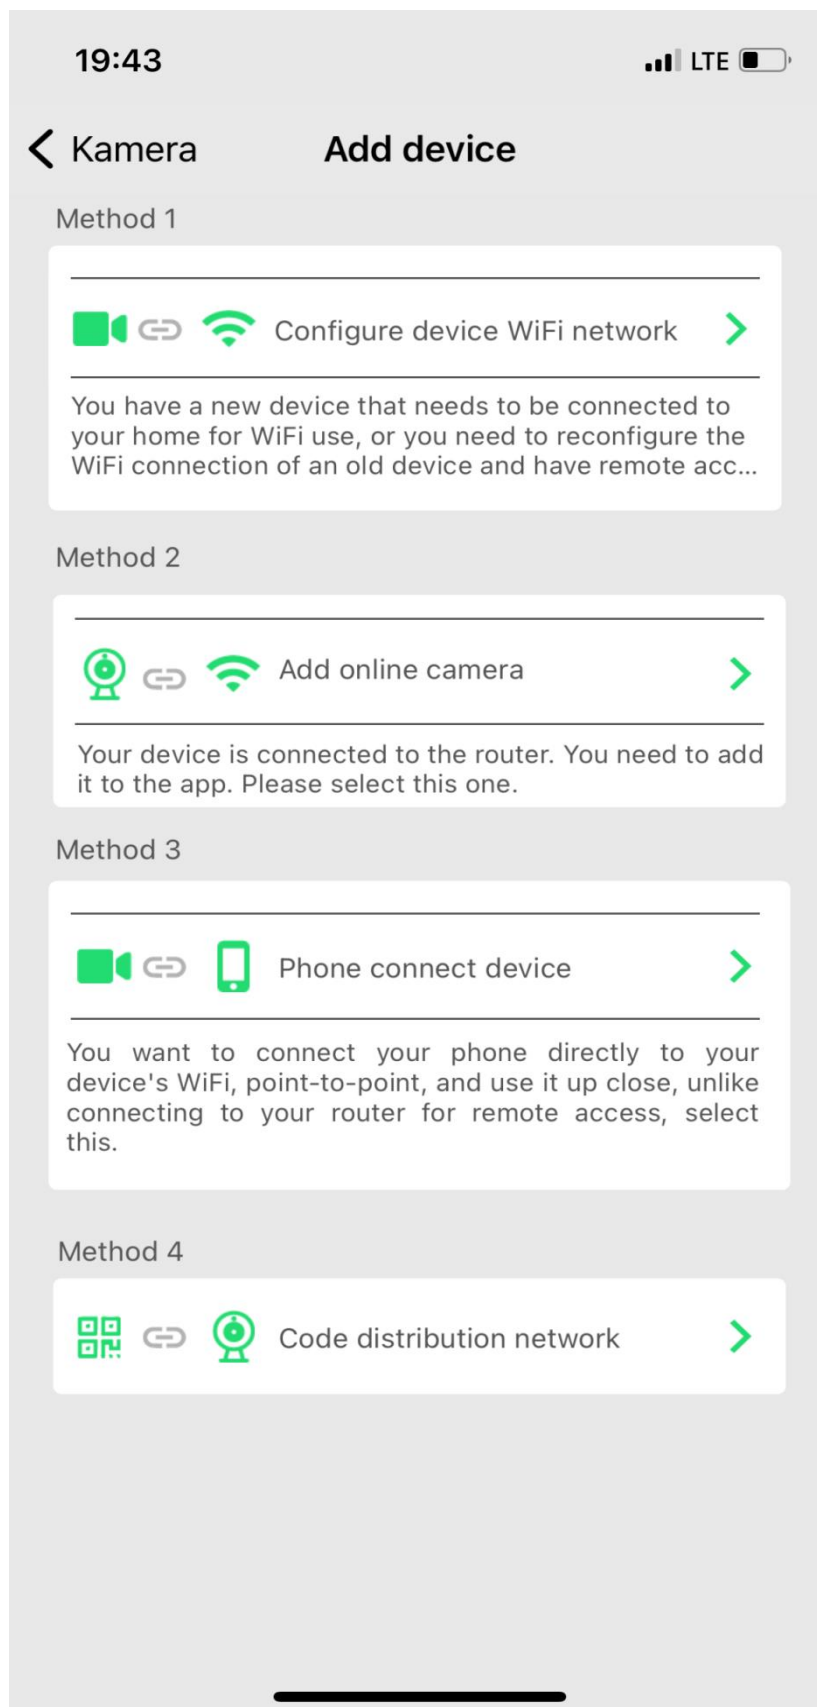 19:43
LTE
Kamera
Add device
Method 1
Configure device WiFi network
You have a new device that needs to be connected to
your home for WiFi use, or you need to reconfigure the
WiFi connection of an old device and have remote acc...
Method 2
Add online camera
Your device is connected to the router. You need to add
it to the app. Please select this one.
Method 3
Phone connect device
You want to connect your phone directly to your
device's WiFi, point-to-point, and use it up close, unlike
connecting to your router for remote access, select
this.
Method 4
Code distribution network